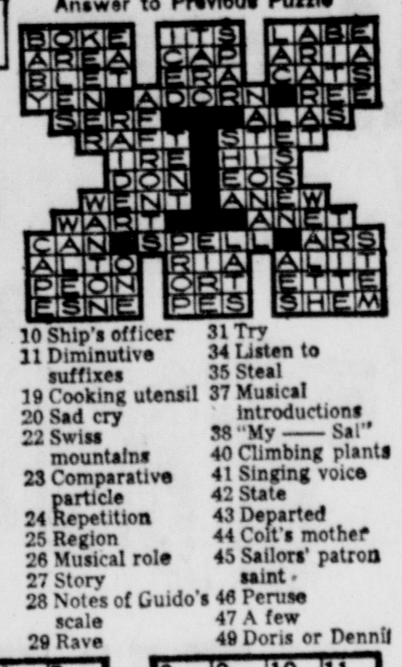 Answer to Previous Puzzle
BOKE ITS LABE
AREA CAP ARIA
BLET ERA CATS
YEN ADORN RES
SERE ALAS
RAFT STET
IRE HIS
DON EOS
WENT ANEW
WART ANET
CAN SPELL ARS
ALTO RIA ALIT
PEON ORT ETTE
ESNE PES SHEM
10 Ship's officer
11 Diminutive
suffixes
19 Cooking utensil
20 Sad cry
22 Swiss
mountains
23 Comparative
particle
24 Repetition
25 Region
26 Musical role
27 Story
28 Notes of Guido's
scale
29 Rave
31 Try
34 Listen to
35 Steal
37 Musical
introductions
38 "My —— Sal"
40 Climbing plants
41 Singing voice
42 State
43 Departed
44 Colt's mother
45 Sailors' patron
saint
46 Peruse
47 A few
49 Doris or Dennis